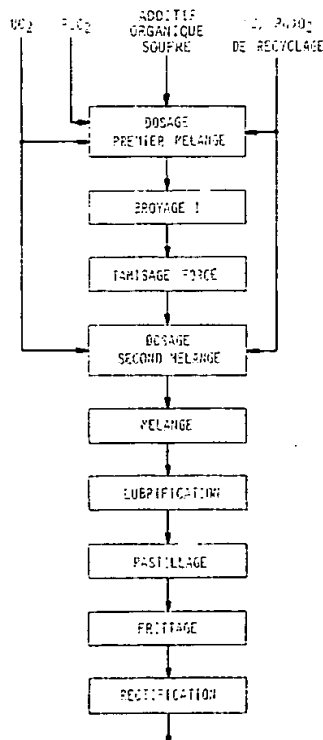 UO2
PuO2
ADDITIF
ORGANIQUE
SOUFRE
DE RECYCLAGE
DOSAGE
PREMIER MELANGE
BROYAGE 1
TAMISAGE FORCE
DOSAGE
SECOND MELANGE
MELANGE
LUBRIFICATION
PASTILLAGE
FRITTAGE
RECTIFICATION